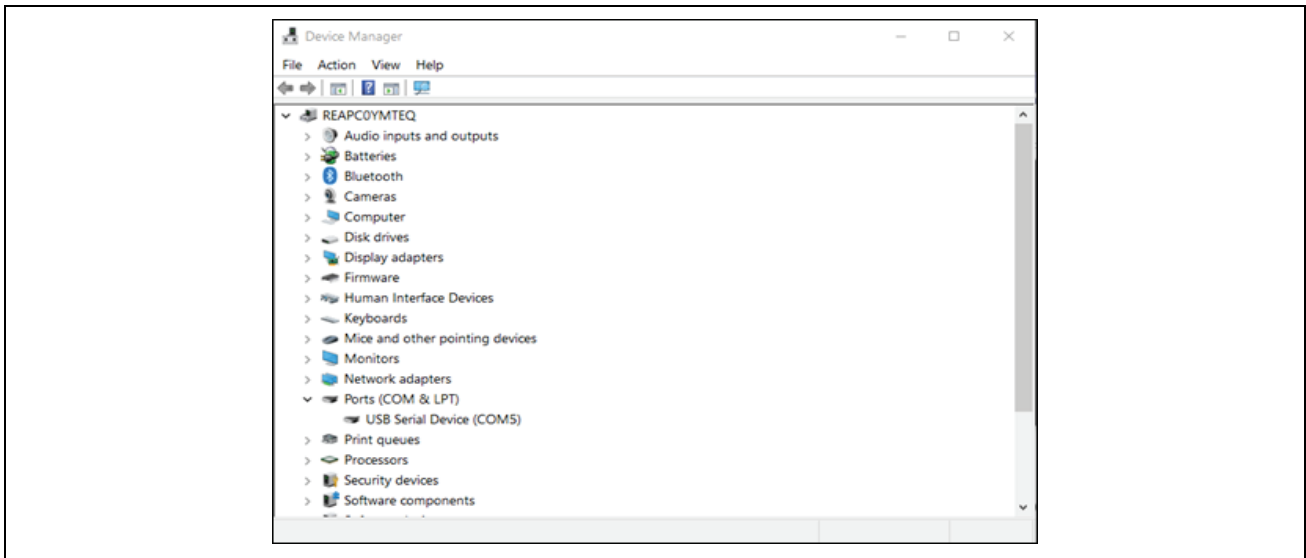 Device Manager
File Action View Help
REAPC0YMTEQ
Audio inputs and outputs
Batteries
Bluetooth
Cameras
Computer
Disk drives
Display adapters
Firmware
Human Interface Devices
Keyboards
Mice and other pointing devices
Monitors
Network adapters
Ports (COM & LPT)
USB Serial Device (COM5)
Print queues
Processors
Security devices
Software components